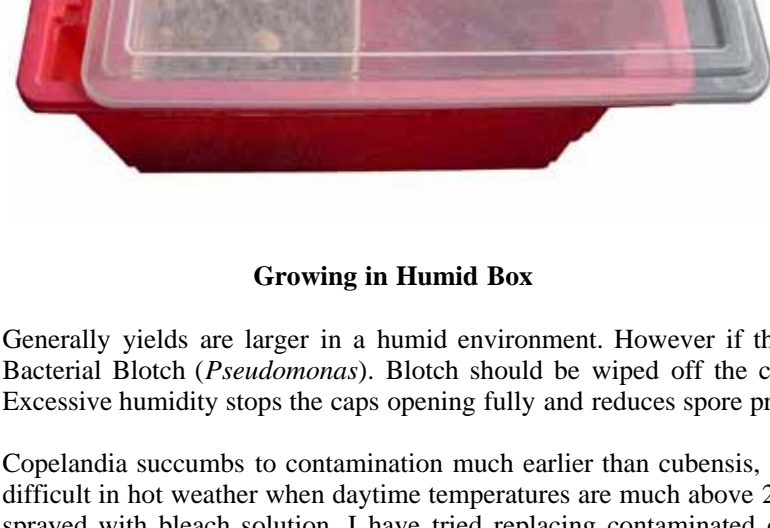 Growing in Humid Box
Generally yields are larger in a humid environment. However if
Bacterial Blotch (Pseudomonas). Blotch should be wiped off the
Excessive humidity stops the caps opening fully and reduces spore
Copelandia succumbs to contamination much earlier than cubensis,
difficult in hot weather when daytime temperatures are much above
sprayed with bleach solution. I have tried replacing contaminated